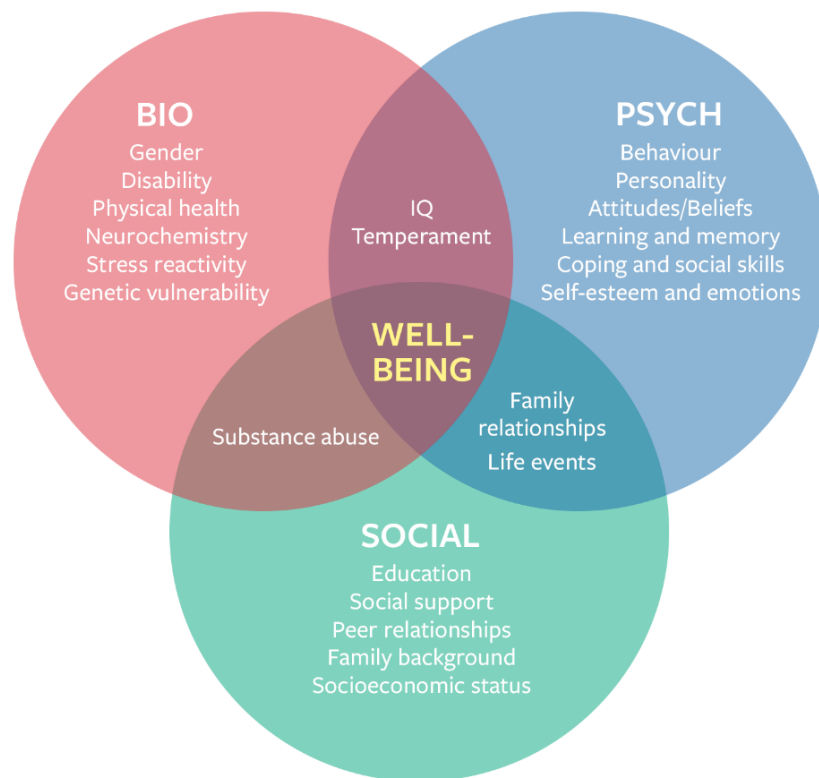 BIO
Gender
Disability
Physical health
Neurochemistry
Stress reactivity
Genetic vulnerability
PSYCH
Behaviour
Personality
Attitudes/Beliefs
Learning and memory
Coping and social skills
Self-esteem and emotions
IQ
Temperament
WELL-
BEING
Substance abuse
Family
relationships
Life events
SOCIAL
Education
Social support
Peer relationships
Family background
Socioeconomic status